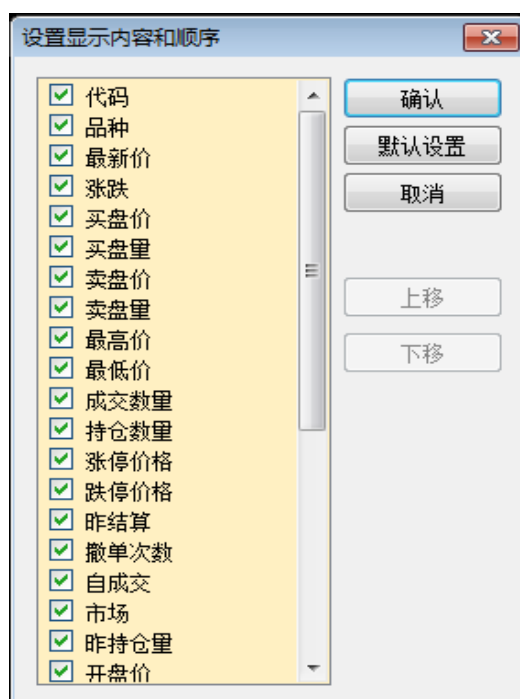 设置显示内容和顺序
代码
品种
最新价
涨跌
买盘价
买盘量
卖盘价
卖盘量
最高价
最低价
成交数量
持仓数量
涨停价格
跌停价格
昨结算
撤单次数
自成交
市场
昨持仓量
开盘价
确认
默认设置
取消
上移
下移